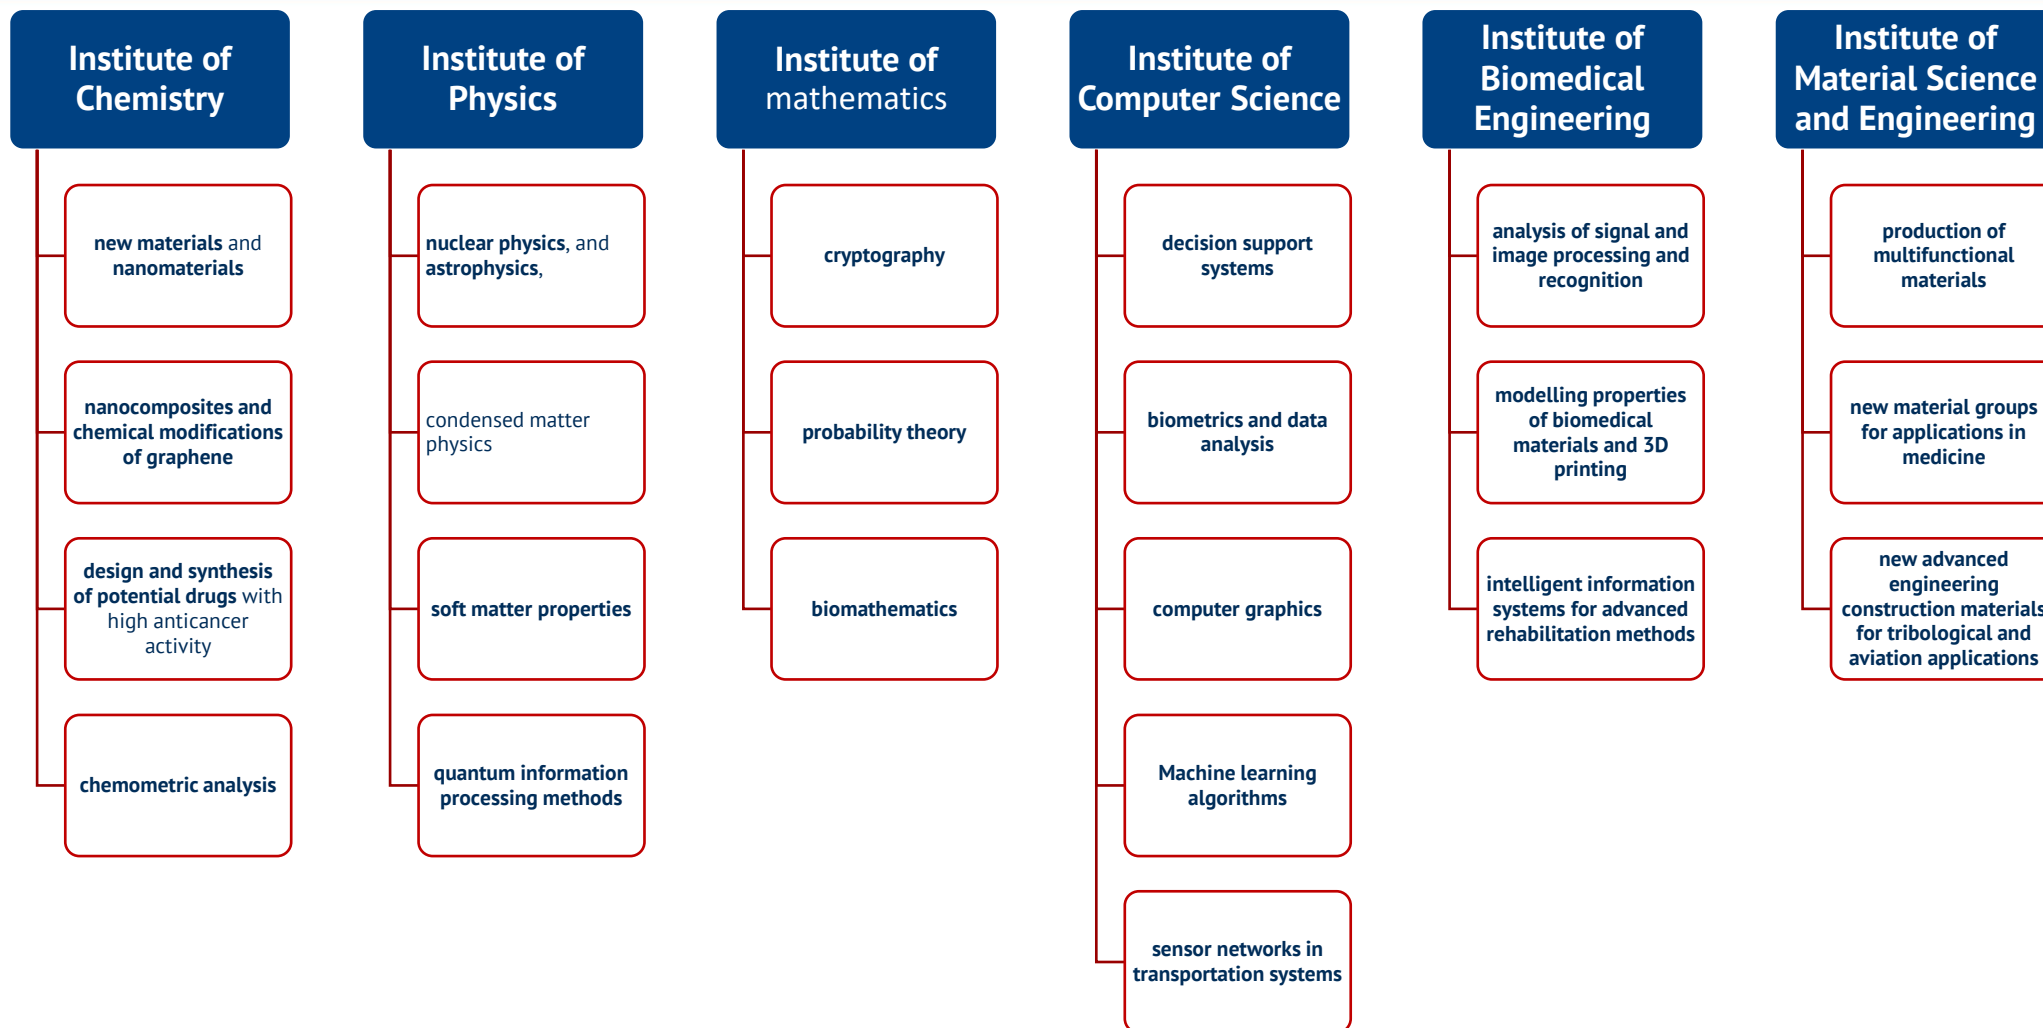 Institute of
Chemistry
new materials and
nanomaterials
nanocomposites and
chemical modifications
of graphene
design and synthesis
of potential drugs with
high anticancer
activity
chemometric analysis
Institute of
Physics
nuclear physics, and
astrophysics,
condensed matter
physics
soft matter properties
quantum information
processing methods
Institute of
mathematics
cryptography
probability theory
biomathematics
Institute of
Computer Science
decision support
systems
biometrics and data
analysis
computer graphics
Machine learning
algorithms
sensor networks in
transportation systems
Institute of
Biomedical
Engineering
analysis of signal and
image processing and
recognition
modelling properties
of biomedical
materials and 3D
printing
intelligent information
systems for advanced
rehabilitation methods
Institute of
Material Science
and Engineering
production of
multifunctional
materials
new material groups
for applications in
medicine
new advanced
engineering
construction materials
for tribological and
aviation applications